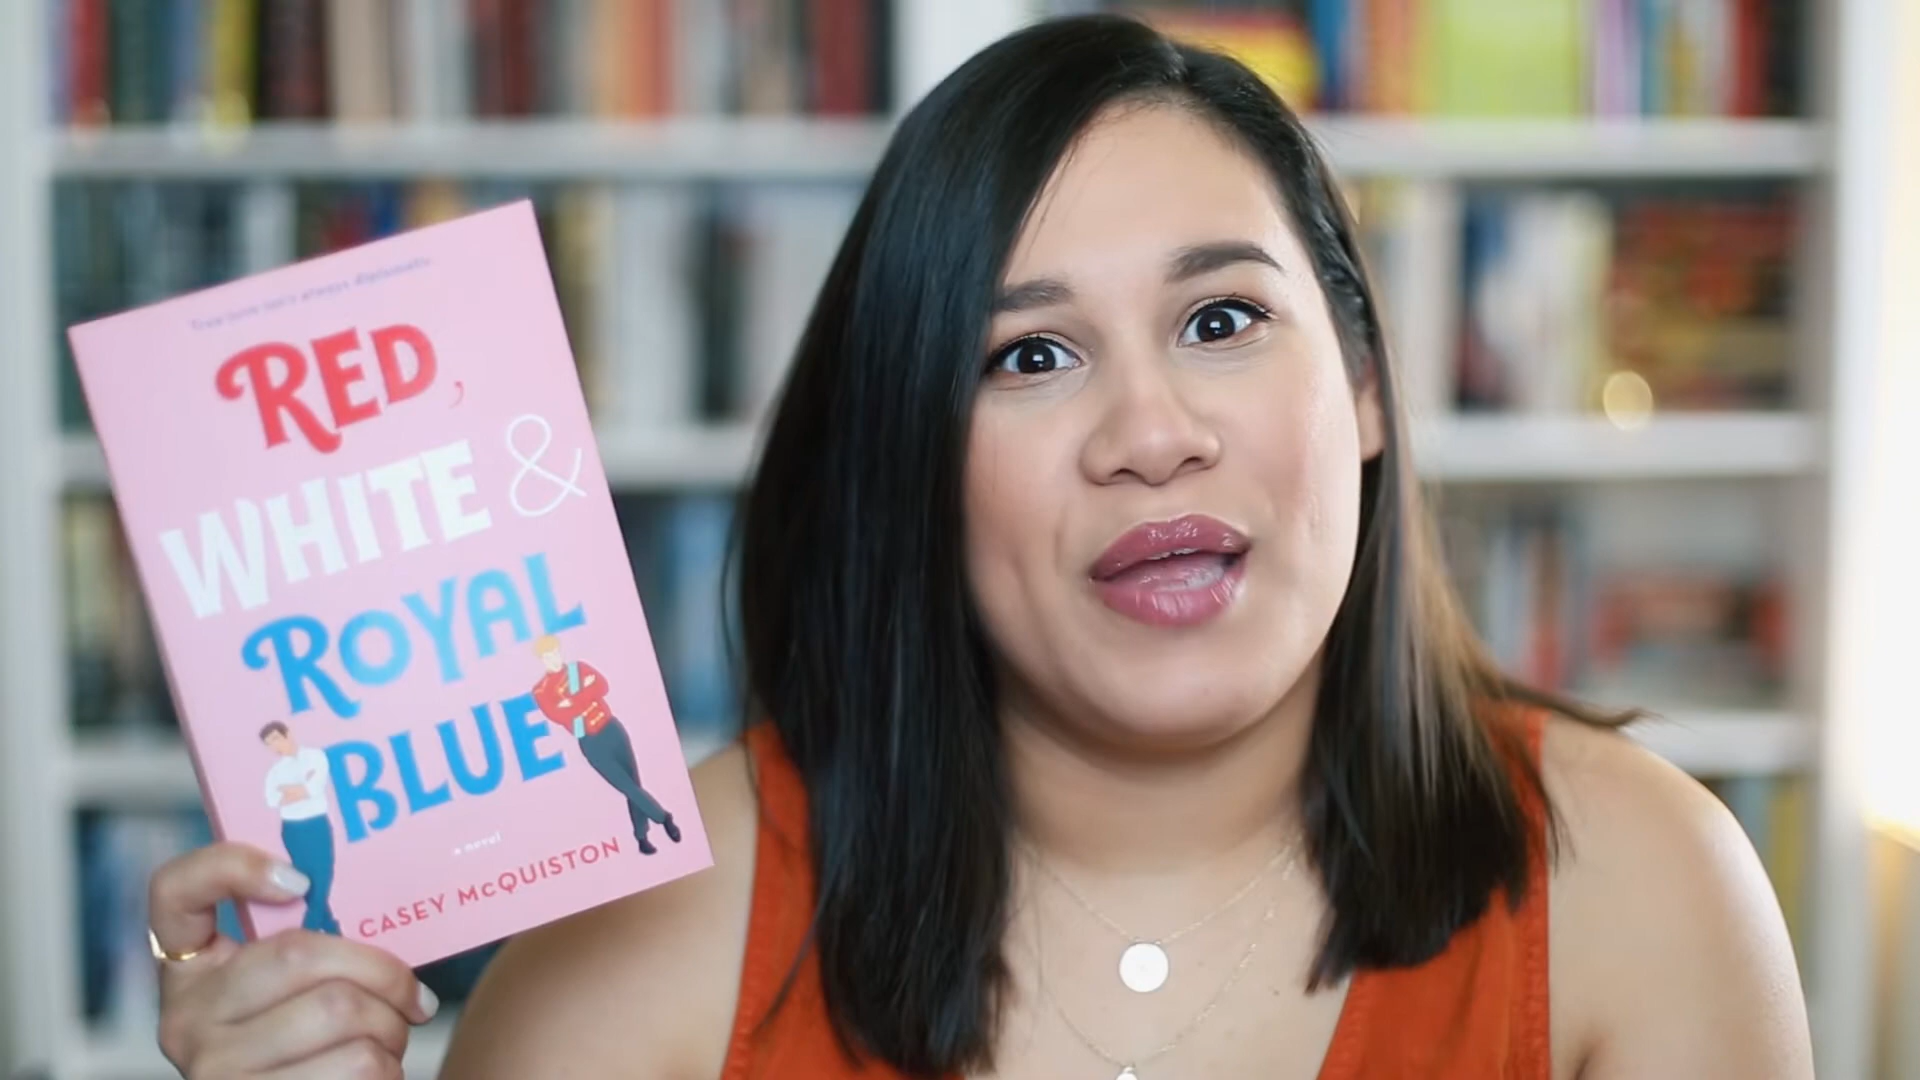 True love isn't always diplomatic.
RED,
WHITE &
ROYAL
BLUE
a novel
CASEY McQUISTON